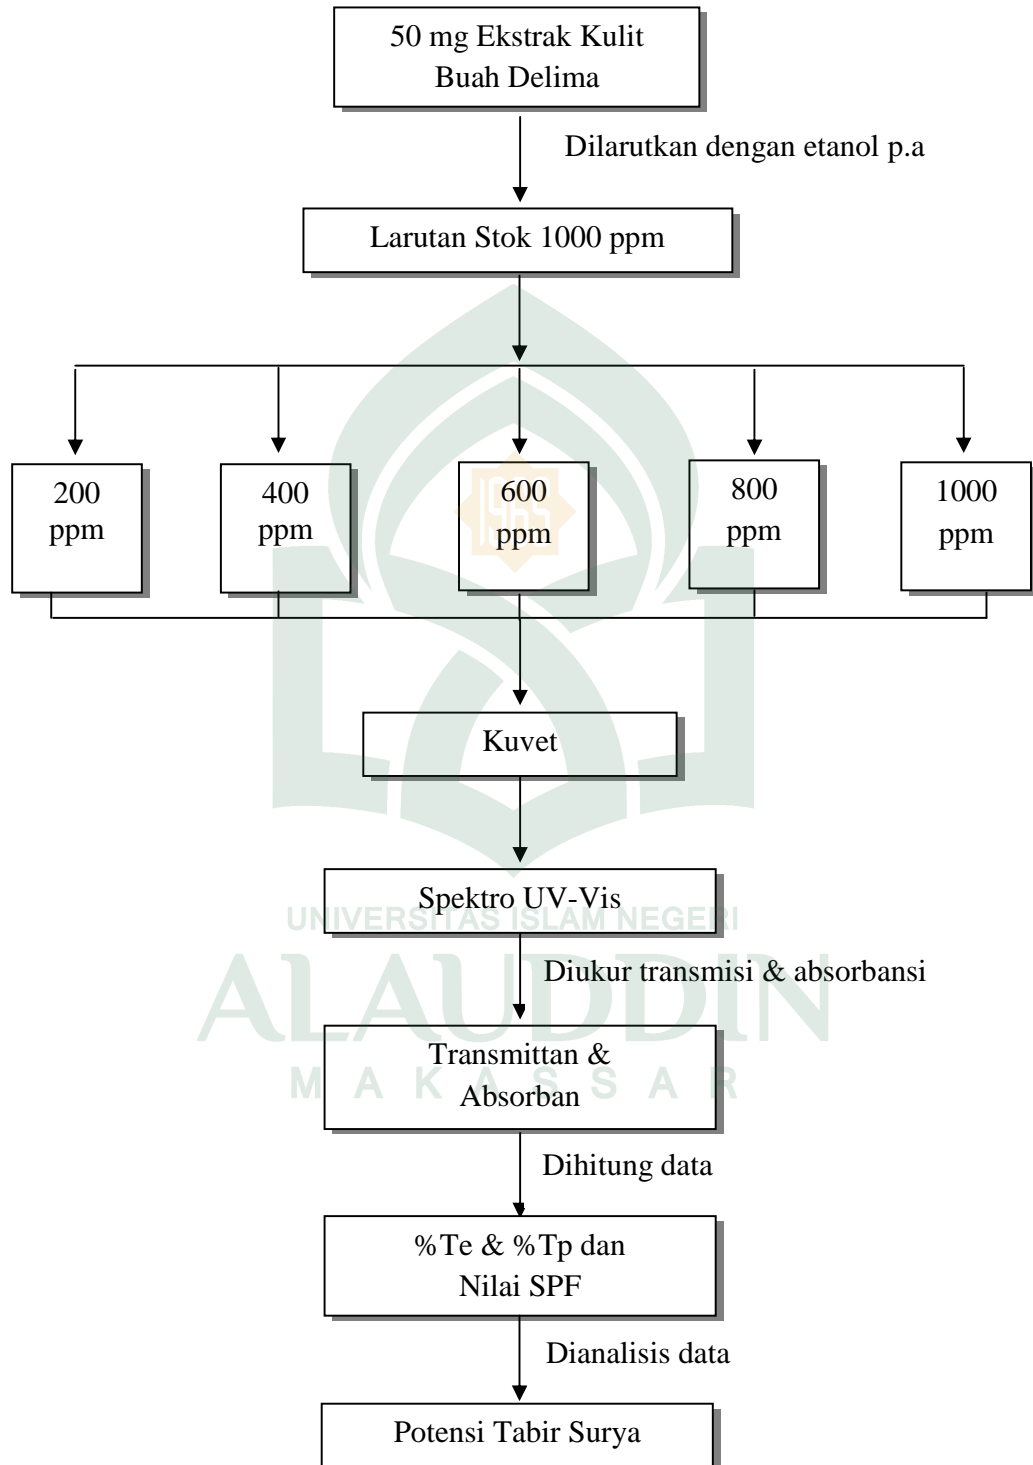 50 mg Ekstrak Kulit
Buah Delima
Dilarutkan dengan etanol p.a
Larutan Stok 1000 ppm
200
ppm
400
ppm
600
ppm
800
ppm
1000
ppm
1965
Kuvet
Spektro UV-Vis
UNIVERSITAS ISLAM NEGERI
Diukur transmisi & absorbansi
ALAUDDIN
Transmittan &
Absorban
MAKASSAR
Dihitung data
%Te & %Tp dan
Nilai SPF
Dianalisis data
Potensi Tabir Surya